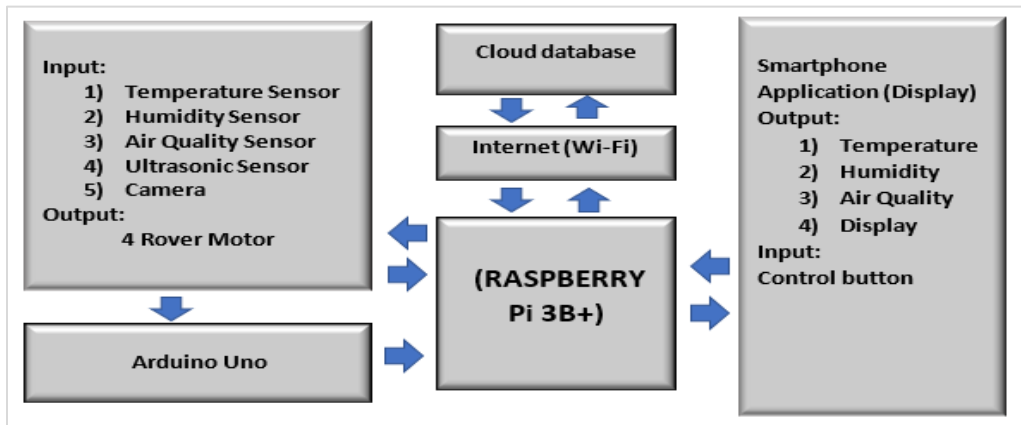 Input:
1) Temperature Sensor
2) Humidity Sensor
3) Air Quality Sensor
4) Ultrasonic Sensor
5) Camera
Output:
4 Rover Motor
Arduino Uno
Cloud database
Internet (Wi-Fi)
(RASPBERRY
Pi 3B+)
Smartphone
Application (Display)
Output:
1) Temperature
2) Humidity
3) Air Quality
4) Display
Input:
Control button